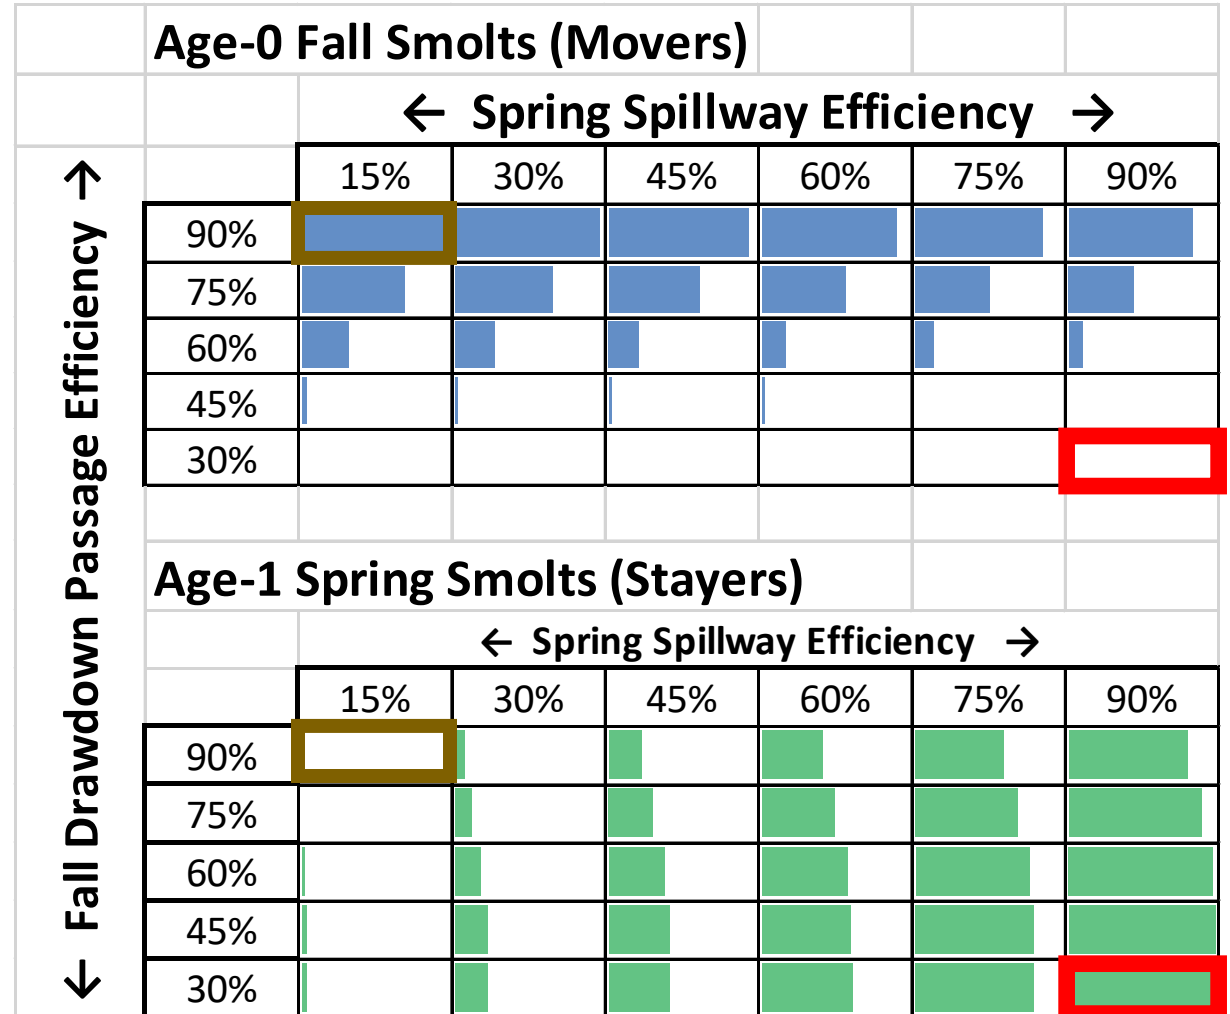 Age-0 Fall Smolts (Movers)
← Spring Spillway Efficiency →
15% 30% 45% 60% 75% 90%
90%
75%
60%
45%
30%
← Fall Drawdown Passage Efficiency →
Age-1 Spring Smolts (Stayers)
← Spring Spillway Efficiency →
15% 30% 45% 60% 75% 90%
90%
75%
60%
45%
30%